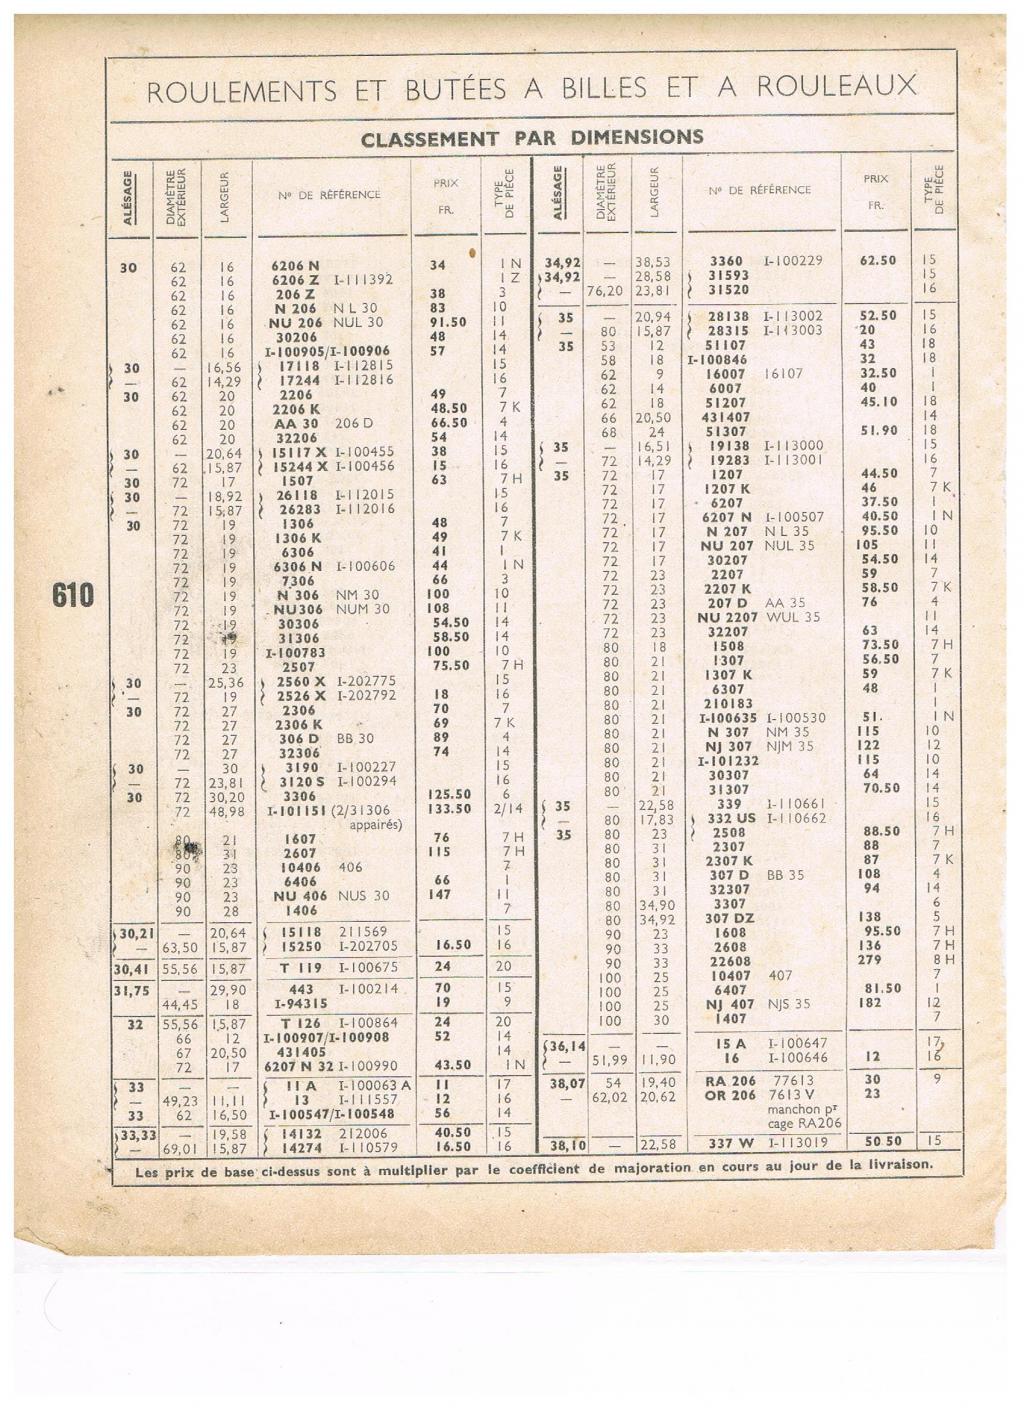 ROULEMENTS ET BUTÉES A BILLES ET A ROULEAUX
CLASSEMENT PAR DIMENSIONS
ALÉSAGE DIAMÈTRE EXTÉRIEUR LARGEUR Nº DE RÉFÉRENCE PRIX FR. TYPE DE PIÈCE
30 62 16 6206 N 34 1 N
62 16 6206 Z I-111392 1 Z
62 16 206 Z 38 3
62 16 N 206 N L 30 83 10
62 16 NU 206 NUL 30 91.50 11
62 16 30206 48 14
62 16 I-100905/I-100906 57 14
30 — 16,56 17118 I-112815 15
— 62 14,29 17244 I-112816 16
30 62 20 2206 49 7
62 20 2206 K 48.50 7 K
62 20 AA 30 206 D 66.50 4
62 20 32206 54 14
30 — 20,64 15117 X I-100455 38 15
— 62 15,87 15244 X I-100456 15 16
30 72 17 1507 63 7 H
30 — 18,92 26118 I-112015 15
— 72 15,87 26283 I-112016 16
30 72 19 1306 48 7
72 19 1306 K 49 7 K
72 19 6306 41 1
72 19 6306 N I-100606 44 1 N
72 19 7306 66 3
72 19 N 306 NM 30 100 10
72 19 NU306 NUM 30 108 11
72 19 30306 54.50 14
72 19 31306 58.50 14
72 19 I-100783 100 10
72 23 2507 75.50 7 H
30 — 25,36 2560 X I-202775 15
— 72 19 2526 X I-202792 18 16
30 72 27 2306 70 7
72 27 2306 K 69 7 K
72 27 306 D BB 30 89 4
72 27 32306 74 14
30 — 30 3190 I-100227 15
— 72 23,81 3120 S I-100294 16
30 72 30,20 3306 125.50 6
72 48,98 I-101151 (2/31306 133.50 2/14
appairés)
80 21 1607 76 7 H
80 31 2607 115 7 H
90 23 10406 406 7
90 23 6406 66 1
90 23 NU 406 NUS 30 147 11
90 28 1406 7
30,21 — 20,64 15118 211569 15
— 63,50 15,87 15250 I-202705 16.50 16
30,41 55,56 15,87 T 119 I-100675 24 20
31,75 — 29,90 443 I-100214 70 15
44,45 18 I-94315 19 9
32 55,56 15,87 T 126 I-100864 24 20
66 12 I-100907/I-100908 52 14
67 20,50 431405 14
72 17 6207 N 32 I-100990 43.50 1 N
33 — — 11 A I-100063 A 11 17
— 49,23 11,11 13 I-111557 12 16
33 62 16,50 I-100547/I-100548 56 14
33,33 — 19,58 14132 212006 40.50 15
— 69,01 15,87 14274 I-110579 16.50 16
610
ALÉSAGE DIAMÈTRE EXTÉRIEUR LARGEUR Nº DE RÉFÉRENCE PRIX FR. TYPE DE PIÈCE
34,92 — 38,53 3360 I-100229 62.50 15
34,92 — 28,58 31593 15
— 76,20 23,81 31520 16
35 — 20,94 28138 I-113002 52.50 15
— 80 15,87 28315 I-113003 20 16
35 53 12 51107 43 18
58 18 I-100846 32 18
62 9 16007 16107 32.50 1
62 14 6007 40 1
62 18 51207 45.10 18
66 20,50 431407 14
68 24 51307 51.90 18
35 — 16,51 19138 I-113000 15
— 72 14,29 19283 I-113001 16
35 72 17 1207 44.50 7
72 17 1207 K 46 7 K
72 17 6207 37.50 1
72 17 6207 N I-100507 40.50 1 N
72 17 N 207 N L 35 95.50 10
72 17 NU 207 NUL 35 105 11
72 17 30207 54.50 14
72 23 2207 59 7
72 23 2207 K 58.50 7 K
72 23 207 D AA 35 76 4
72 23 NU 2207 WUL 35 11
72 23 32207 63 14
80 18 1508 73.50 7 H
80 21 1307 56.50 7
80 21 1307 K 59 7 K
80 21 6307 48 1
80 21 210183 1
80 21 I-100635 I-100530 51. 1 N
80 21 N 307 NM 35 115 10
80 21 NJ 307 NJM 35 122 12
80 21 I-101232 115 10
80 21 30307 64 14
80 21 31307 70.50 14
35 — 22,58 339 I-110661 15
— 80 17,83 332 US I-110662 16
35 80 23 2508 88.50 7 H
80 31 2307 88 7
80 31 2307 K 87 7 K
80 31 307 D BB 35 108 4
80 31 32307 94 14
80 34,90 3307 6
80 34,92 307 DZ 138 5
90 23 1608 95.50 7 H
90 33 2608 136 7 H
90 33 22608 279 8 H
100 25 10407 407 7
100 25 6407 81.50 1
100 25 NJ 407 NJS 35 182 12
100 30 1407 7
36,14 — — 15 A I-100647 17
— 51,99 11,90 16 I-100646 12 16
38,07 54 19,40 RA 206 77613 30 9
— 62,02 20,62 OR 206 7613 V 23
manchon pr
cage RA206
38,10 — 22,58 337 W I-113019 50 50 15
Les prix de base ci-dessus sont à multiplier par le coefficient de majoration en cours au jour de la livraison.